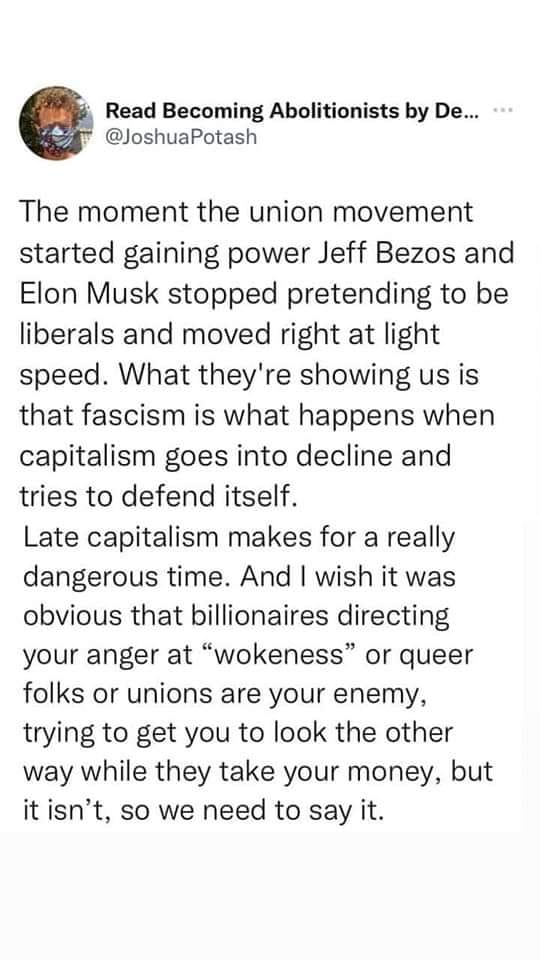 Read Becoming Abolitionists by De...
@JoshuaPotash
The moment the union movement
started gaining power Jeff Bezos and
Elon Musk stopped pretending to be
liberals and moved right at light
speed. What they're showing us is
that fascism is what happens when
capitalism goes into decline and
tries to defend itself.
Late capitalism makes for a really
dangerous time. And I wish it was
obvious that billionaires directing
your anger at “wokeness” or queer
folks or unions are your enemy,
trying to get you to look the other
way while they take your money, but
it isn’t, so we need to say it.